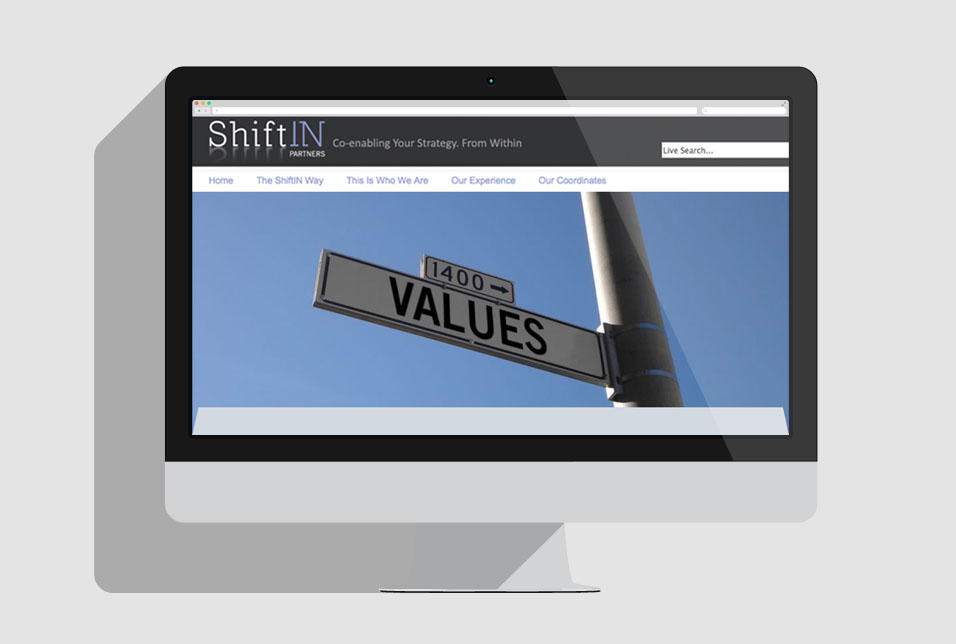 ShiftIN
PARTNERS
Co-enabling Your Strategy. From Within
Live Search...
Home The ShiftIN Way This Is Who We Are Our Experience Our Coordinates
1400
VALUES